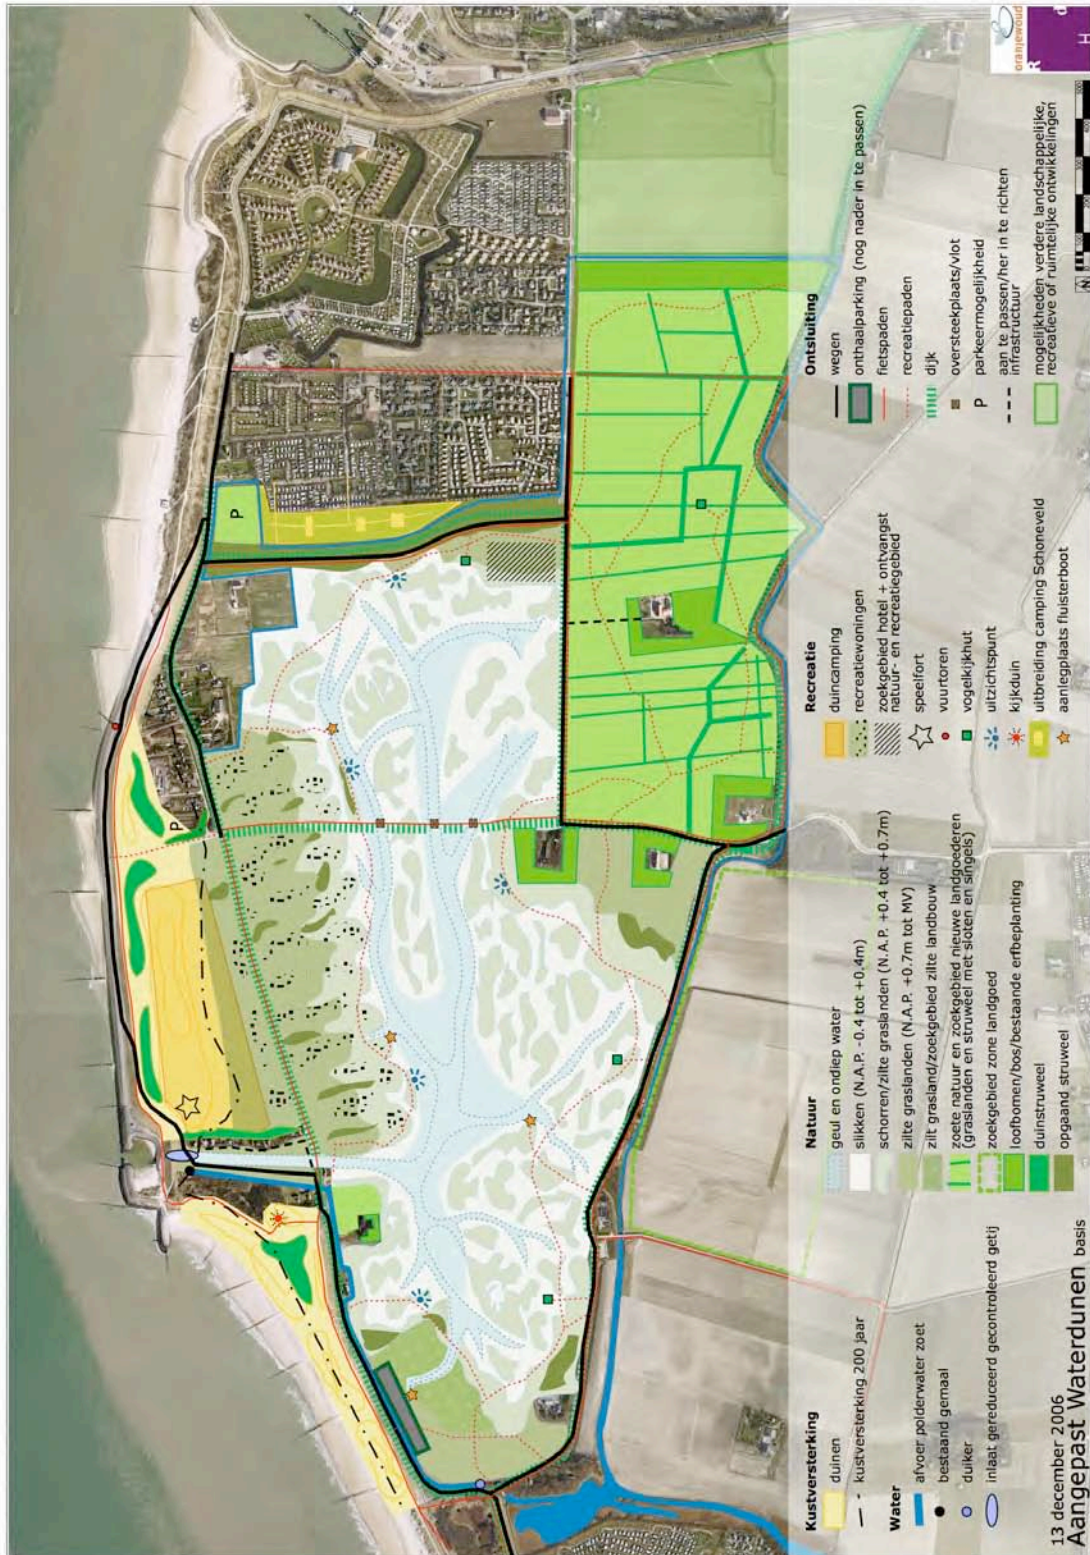 Kustversterking
duinen
kustversterking 200 jaar
Water
afvoer polderwater zoet
bestaand gemaal
duiker
inlaat gereduceerd gecontroleerd getij
13 december 2006
Aangepast Waterdunen basis
Natuur
geul en ondiep water
slikken (N.A.P. -0.4 tot +0.4m)
schorren/zilte graslanden (N.A.P. +0.4 tot +0.7m)
zilte graslanden (N.A.P. +0.7m tot MV)
zilt grasland/zoekgebied zilte landbouw
zoete natuur en zoekgebied nieuwe landgoederen
(graslanden en struweel met sloten en singels)
zoekgebied zone landgoed
loofbomen/bos/bestaande erfbeplanting
duinstruweel
opgaand struweel
Recreatie
duincamping
recreatiewoningen
zoekgebied hotel + ontvangst
natuur- en recreatiegebied
speelfort
vuurtoren
vogelkijkhut
uitzichtspunt
kijkduin
uitbreiding camping Schoneveld
aanlegplaats fluisterboot
Ontsluiting
wegen
onthaalparking (nog nader in te passen)
fietspaden
recreatiepaden
dijk
oversteekplaats/vlot
P parkeermogelijkheid
aan te passen/her in te richten
infrastructuur
mogelijkheden verdere landschappelijke,
recreatieve of ruimtelijke ontwikkelingen
oranjewoud
d
H
R
N
P
P